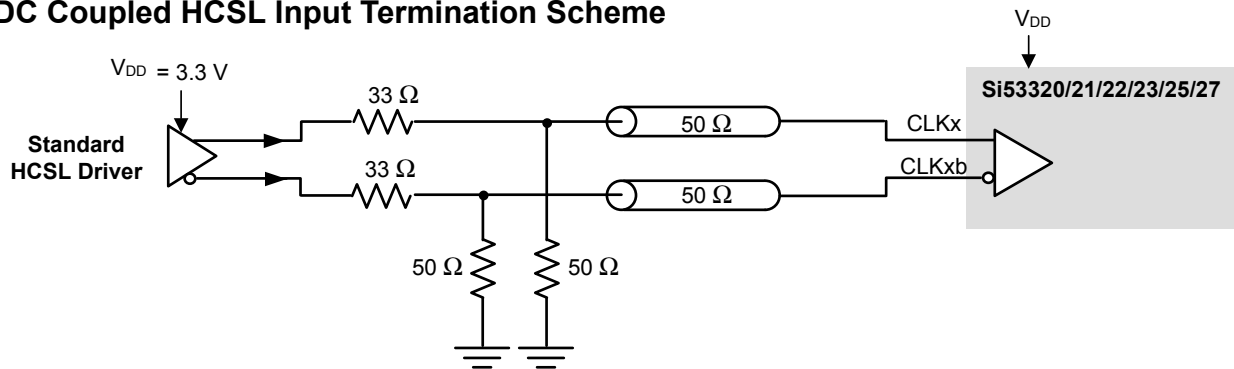 DC Coupled HCSL Input Termination Scheme
VDD
VDD = 3.3 V
Si53320/21/22/23/25/27
33 Ω
50 Ω
CLKx
Standard
HCSL Driver
33 Ω
CLKxb
50 Ω
50 Ω
50 Ω